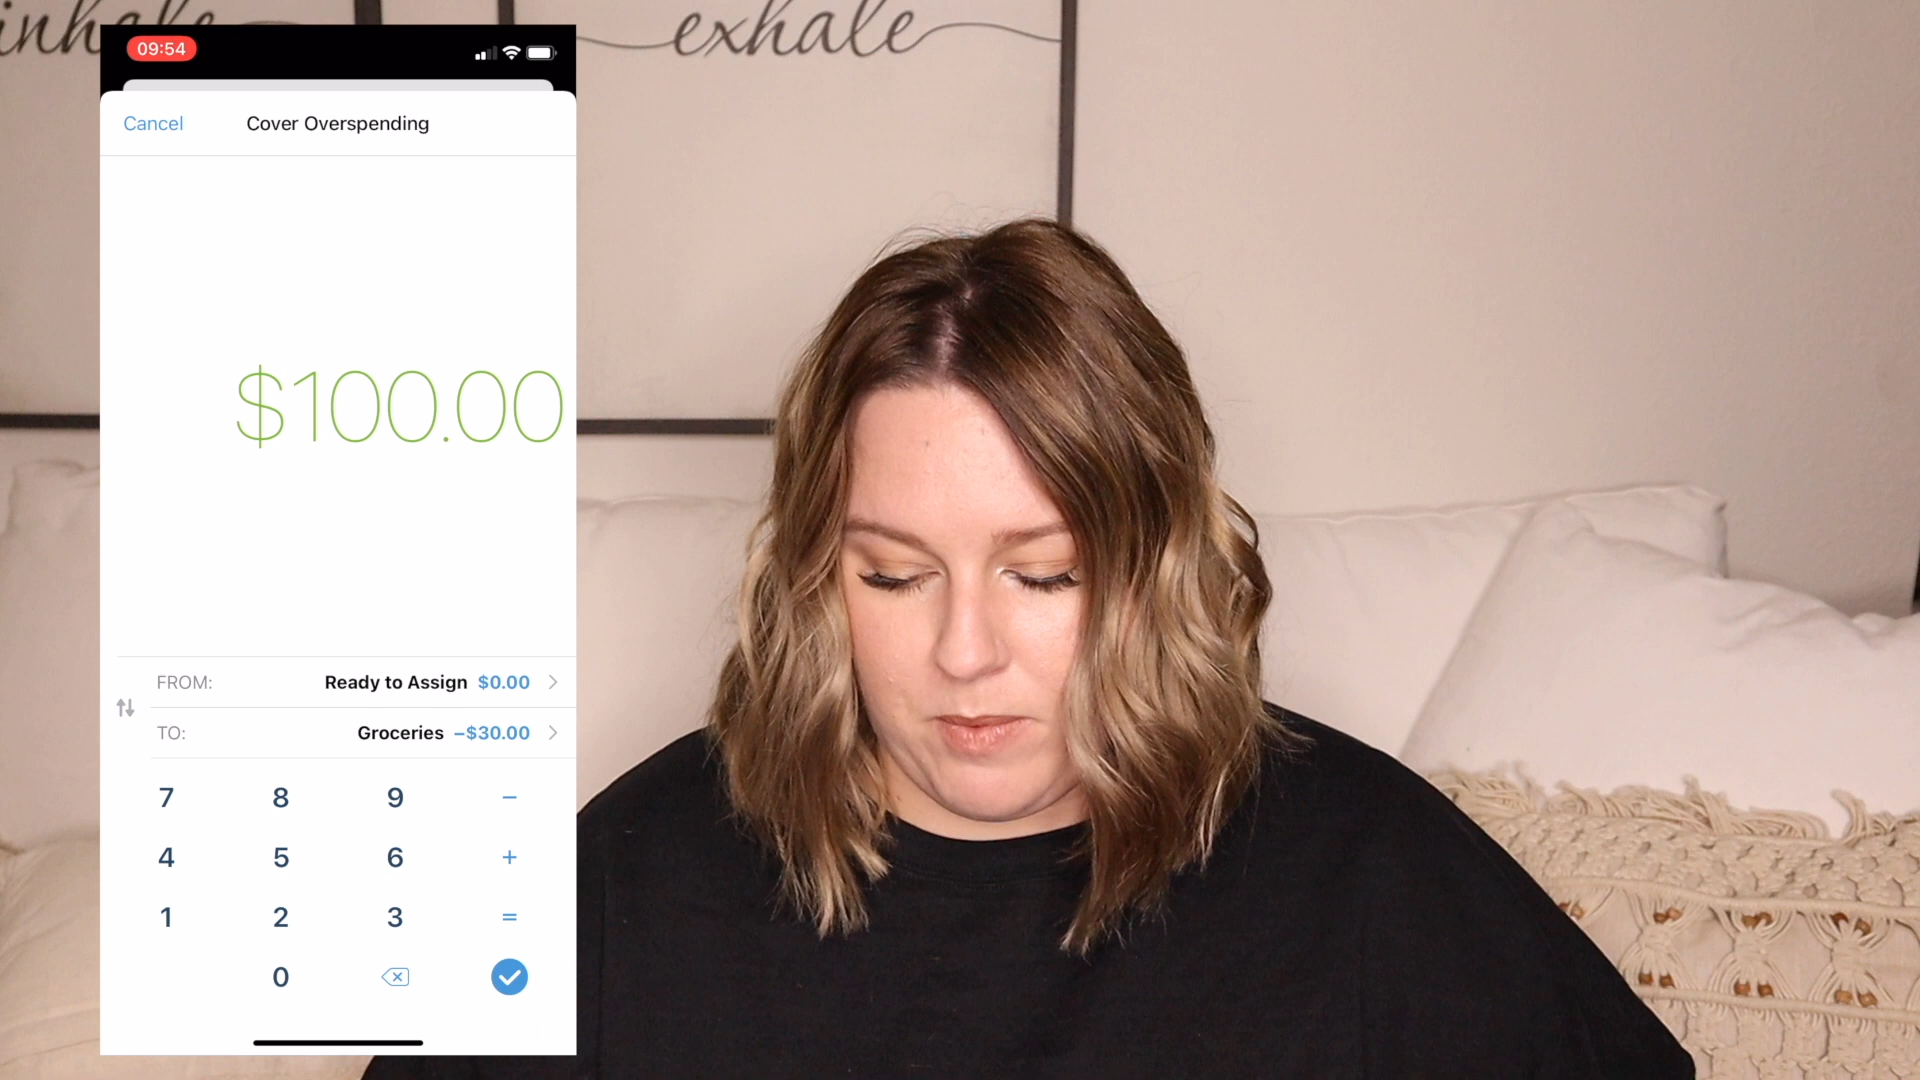 exhale
09:54
Cancel Cover Overspending
$100.00
FROM: Ready to Assign $0.00
TO: Groceries –$30.00
7 8 9 –
4 5 6 +
1 2 3 =
0